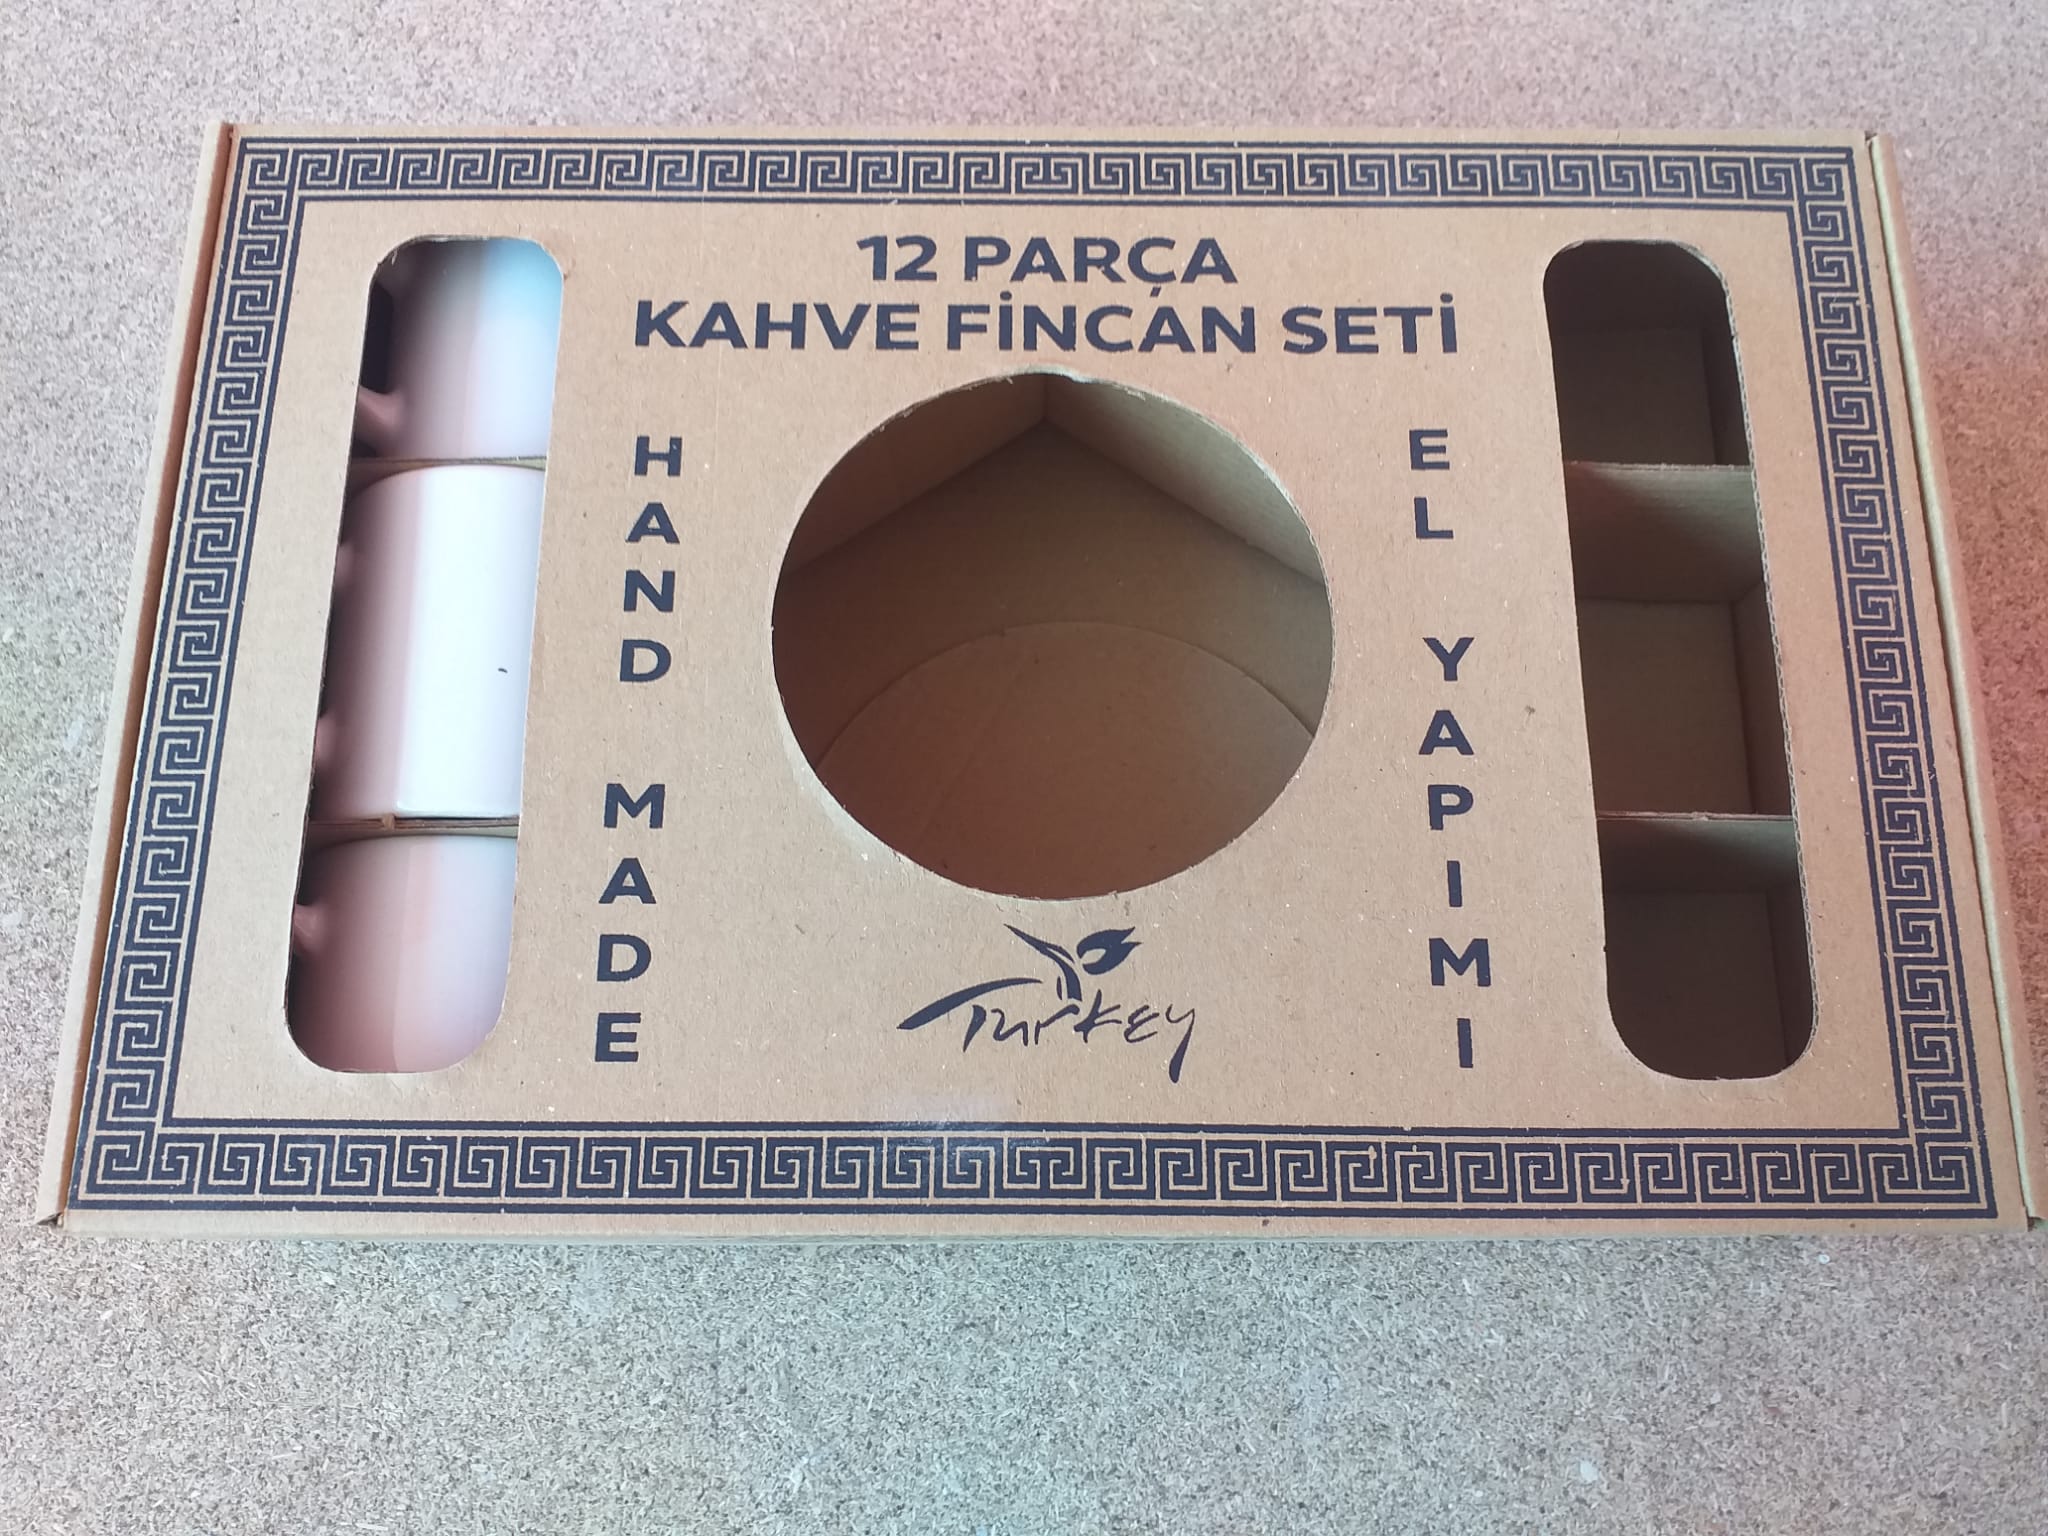 12 PARÇA
KAHVE FİNCAN SETİ
HAND MADE
EL YAPIMI
Turkey